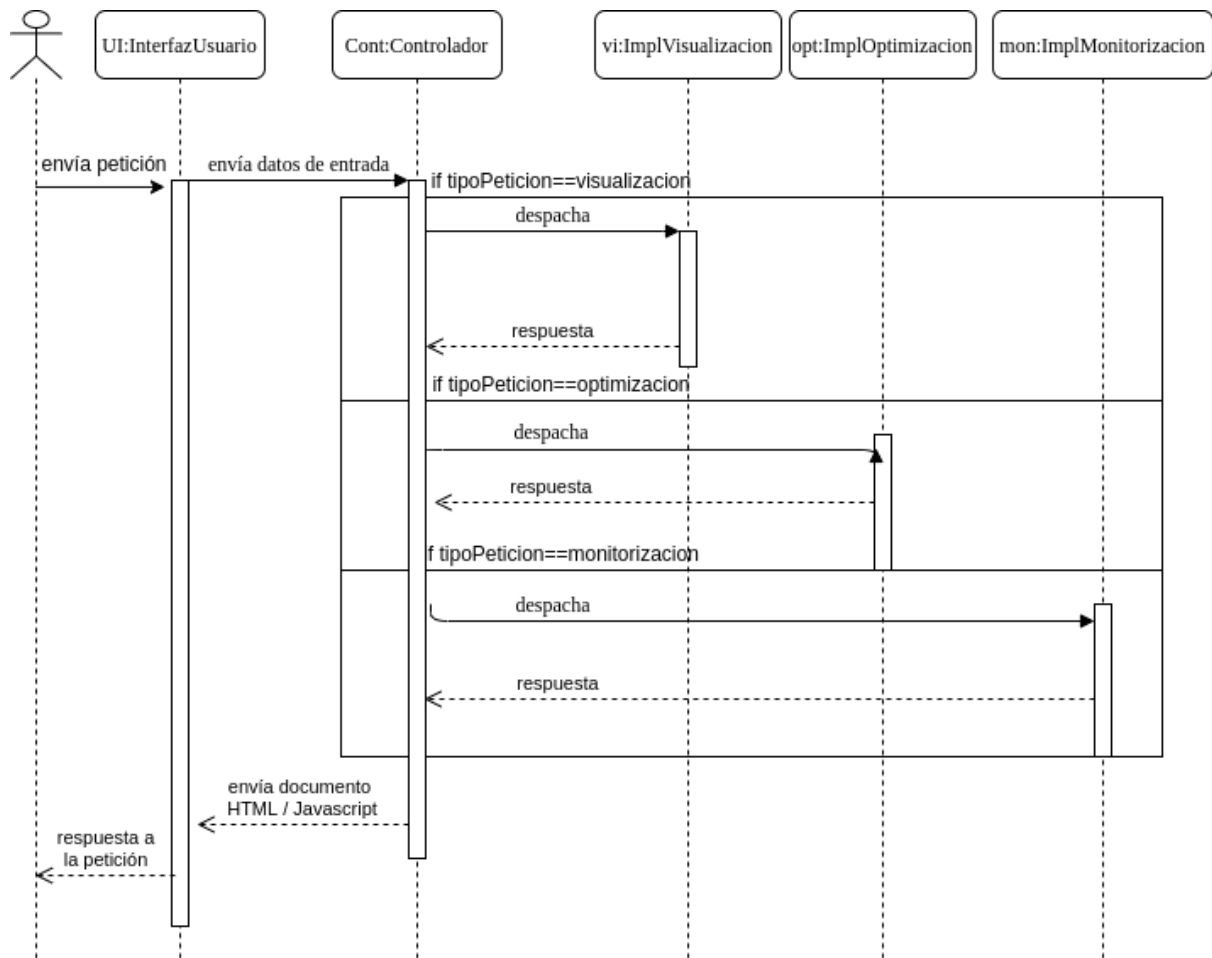 UI:InterfazUsuario
Cont:Controlador
vi:ImplVisualizacion
opt:ImplOptimizacion
mon:ImplMonitorizacion
envía petición
envía datos de entrada
if tipoPeticion==visualizacion
despacha
respuesta
if tipoPeticion==optimizacion
despacha
respuesta
f tipoPeticion==monitorizacion
despacha
respuesta
envía documento
HTML / Javascript
respuesta a
la petición